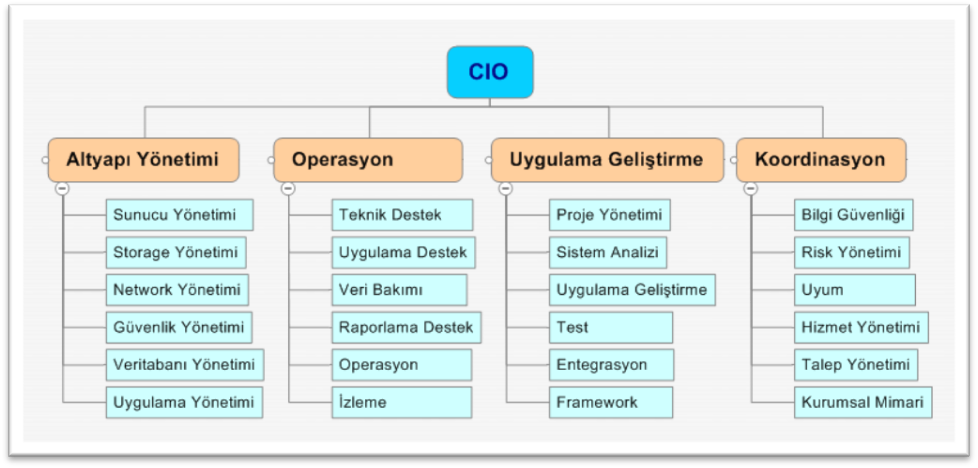 CIO
Altyapı Yönetimi
Sunucu Yönetimi
Storage Yönetimi
Network Yönetimi
Güvenlik Yönetimi
Veritabanı Yönetimi
Uygulama Yönetimi
Operasyon
Teknik Destek
Uygulama Destek
Veri Bakımı
Raporlama Destek
Operasyon
İzleme
Uygulama Geliştirme
Proje Yönetimi
Sistem Analizi
Uygulama Geliştirme
Test
Entegrasyon
Framework
Koordinasyon
Bilgi Güvenliği
Risk Yönetimi
Uyum
Hizmet Yönetimi
Talep Yönetimi
Kurumsal Mimari